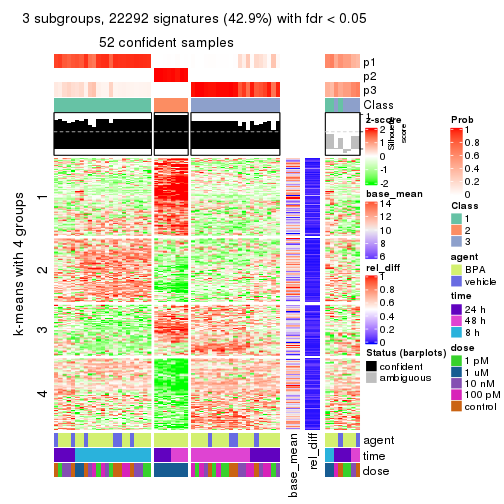 3 subgroups, 22292 signatures (42.9%) with fdr < 0.05
52 confident samples
p1
p2
p3
Class
1
Silhouette
score
k-means with 4 groups
1
2
3
4
base_mean
rel_diff
agent
time
dose
z-score
2
1
0
-1
-2
base_mean
14
12
10
8
6
rel_diff
1
0.8
0.6
0.4
0.2
0
Status (barplots)
confident
ambiguous
Prob
1
0.8
0.6
0.4
0.2
0
Class
1
2
3
agent
BPA
vehicle
time
24 h
48 h
8 h
dose
1 pM
1 uM
10 nM
100 pM
control